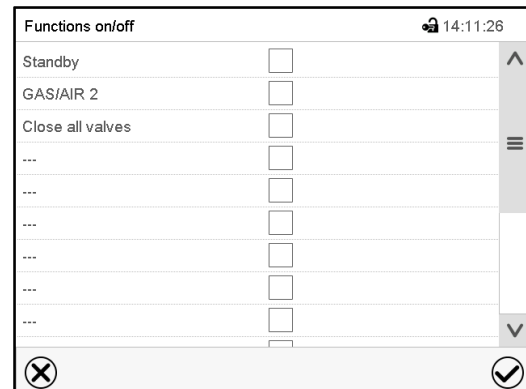 Functions on/off 14:11:26
Standby
GAS/AIR 2
Close all valves
---
---
---
---
---
---